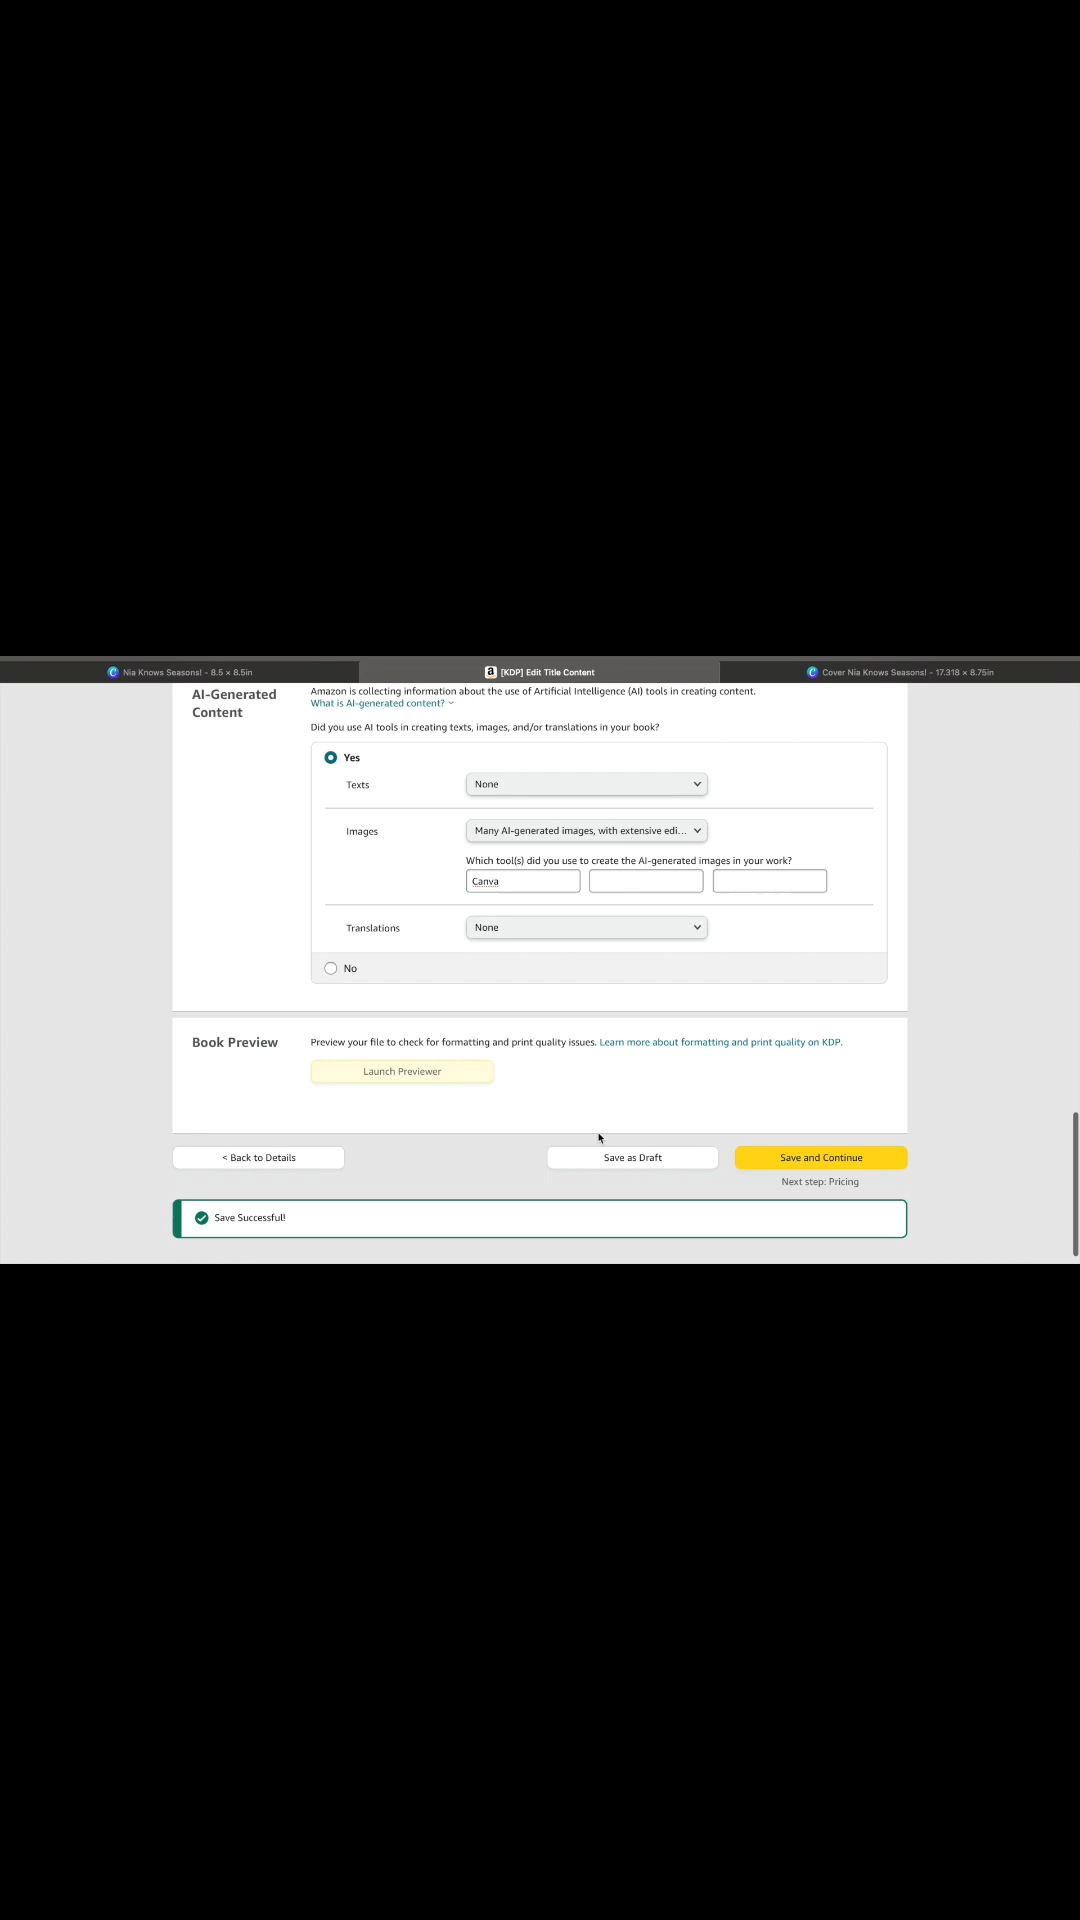 Nia Knows Seasons! - 8.5 × 8.5in
[KDP] Edit Title Content
Cover Nia Knows Seasons! - 17.318 × 8.75in
AI-Generated Content
Amazon is collecting information about the use of Artificial Intelligence (AI) tools in creating content.
What is AI-generated content?
Did you use AI tools in creating texts, images, and/or translations in your book?
Yes
Texts
None
Images
Many AI-generated images, with extensive edi...
Which tool(s) did you use to create the AI-generated images in your work?
Canva
Translations
None
No
Book Preview
Preview your file to check for formatting and print quality issues. Learn more about formatting and print quality on KDP.
Launch Previewer
< Back to Details
Save as Draft
Save and Continue
Next step: Pricing
Save Successful!